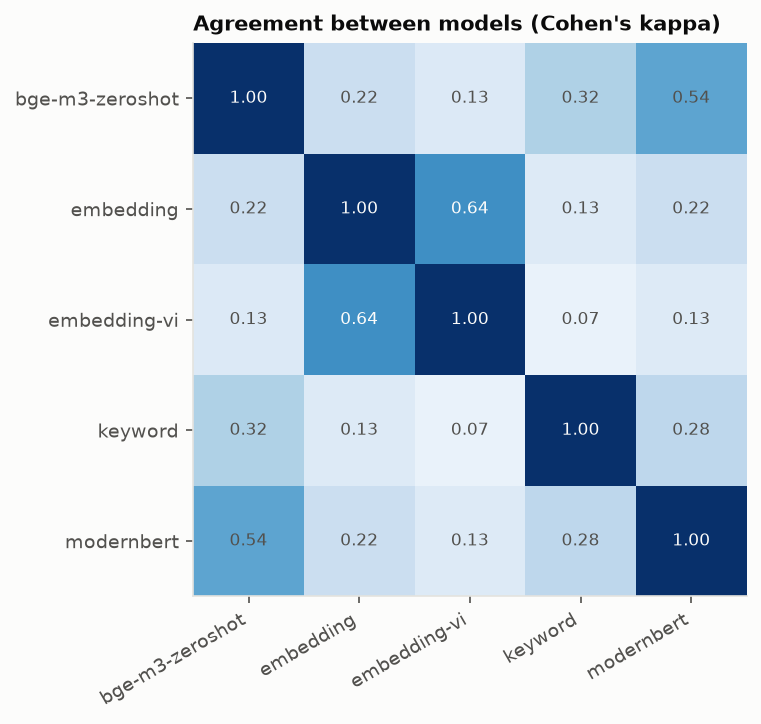 Agreement between models (Cohen's kappa)
bge-m3-zeroshot 1.00 0.22 0.13 0.32 0.54
embedding 0.22 1.00 0.64 0.13 0.22
embedding-vi 0.13 0.64 1.00 0.07 0.13
keyword 0.32 0.13 0.07 1.00 0.28
modernbert 0.54 0.22 0.13 0.28 1.00
bge-m3-zeroshot embedding embedding-vi keyword modernbert